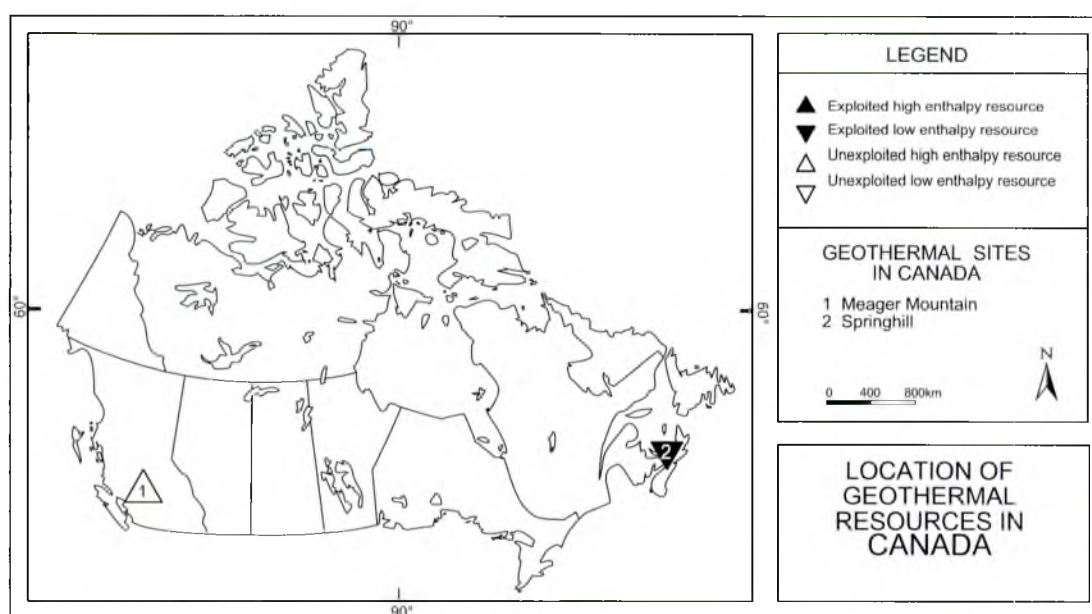 90°
60°
60°
1
2
90°
LEGEND
Exploited high enthalpy resource
Exploited low enthalpy resource
Unexploited high enthalpy resource
Unexploited low enthalpy resource
GEOTHERMAL SITES
IN CANADA
1 Meager Mountain
2 Springhill
N
0 400 800km
LOCATION OF
GEOTHERMAL
RESOURCES IN
CANADA